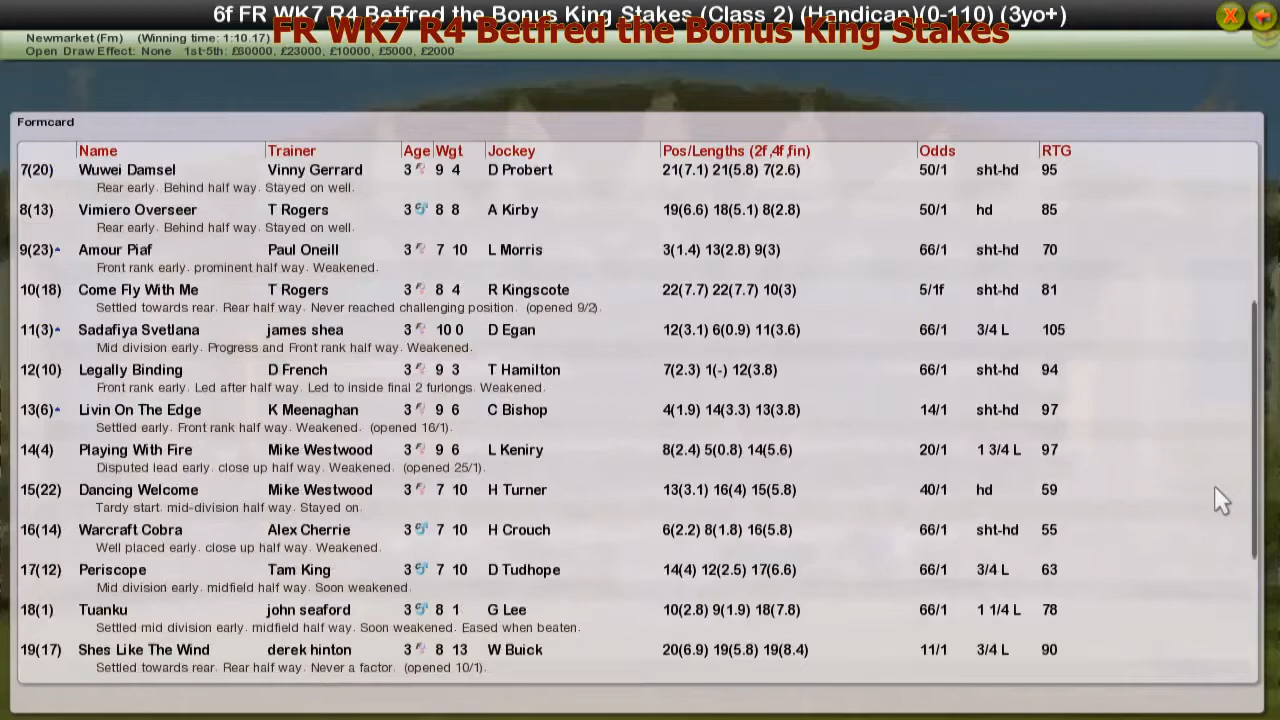 6f FR WK7 R4 Betfred the Bonus King Stakes (Class 2) (Handicap)(0-110) (3yo+)
FR WK7 R4 Betfred the Bonus King Stakes
Newmarket(Fm) (Winning time: 1:10.17)
Open Draw Effect: None 1st-5th: £60000, £23000, £10000, £5000, £2000
Formcard
Name Trainer Age Wgt Jockey Pos/Lengths (2f,4f,fin) Odds RTG
7(20) Wuwei Damsel Vinny Gerrard 3 9 4 D Probert 21(7.1) 21(5.8) 7(2.6) 50/1 sht-hd 95
Rear early. Behind half way. Stayed on well.
8(13) Vimiero Overseer T Rogers 3 8 8 A Kirby 19(6.6) 18(5.1) 8(2.8) 50/1 hd 85
Rear early. Behind half way. Stayed on well.
9(23) Amour Piaf Paul Oneill 3 7 10 L Morris 3(1.4) 13(2.8) 9(3) 66/1 sht-hd 70
Front rank early. prominent half way. Weakened.
10(18) Come Fly With Me T Rogers 3 8 4 R Kingscote 22(7.7) 22(7.7) 10(3) 5/1f sht-hd 81
Settled towards rear. Rear half way. Never reached challenging position. (opened 9/2).
11(3) Sadafiya Svetlana james shea 3 10 0 D Egan 12(3.1) 6(0.9) 11(3.6) 66/1 3/4 L 105
Mid division early. Progress and Front rank half way. Weakened.
12(10) Legally Binding D French 3 9 3 T Hamilton 7(2.3) 1(-) 12(3.8) 66/1 sht-hd 94
Front rank early. Led after half way. Led to inside final 2 furlongs. Weakened.
13(6) Livin On The Edge K Meenaghan 3 9 6 C Bishop 4(1.9) 14(3.3) 13(3.8) 14/1 sht-hd 97
Settled early. Front rank half way. Weakened. (opened 16/1).
14(4) Playing With Fire Mike Westwood 3 9 6 L Keniry 8(2.4) 5(0.8) 14(5.6) 20/1 1 3/4 L 97
Disputed lead early. close up half way. Weakened. (opened 25/1).
15(22) Dancing Welcome Mike Westwood 3 7 10 H Turner 13(3.1) 16(4) 15(5.8) 40/1 hd 59
Tardy start. mid-division half way. Stayed on.
16(14) Warcraft Cobra Alex Cherrie 3 7 10 H Crouch 6(2.2) 8(1.8) 16(5.8) 66/1 sht-hd 55
Well placed early. close up half way. Weakened.
17(12) Periscope Tam King 3 7 10 D Tudhope 14(4) 12(2.5) 17(6.6) 66/1 3/4 L 63
Mid division early. midfield half way. Soon weakened.
18(1) Tuanku john seaford 3 8 1 G Lee 10(2.8) 9(1.9) 18(7.8) 66/1 1 1/4 L 78
Settled mid division early. midfield half way. Soon weakened. Eased when beaten.
19(17) Shes Like The Wind derek hinton 3 8 13 W Buick 20(6.9) 19(5.8) 19(8.4) 11/1 3/4 L 90
Settled towards rear. Rear half way. Never a factor. (opened 10/1).